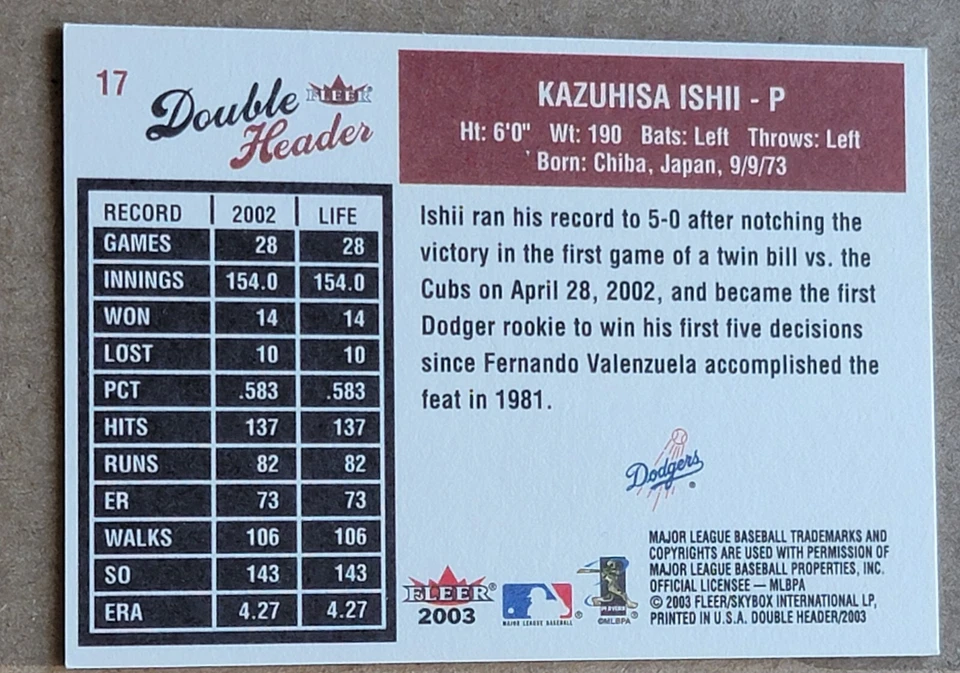 17
Double
FLEER®
Header
KAZUHISA ISHII - P
Ht: 6'0" Wt: 190 Bats: Left Throws: Left
Born: Chiba, Japan, 9/9/73
RECORD 2002 LIFE
GAMES 28 28
INNINGS 154.0 154.0
WON 14 14
LOST 10 10
PCT .583 .583
HITS 137 137
RUNS 82 82
ER 73 73
WALKS 106 106
SO 143 143
ERA 4.27 4.27
Ishii ran his record to 5-0 after notching the
victory in the first game of a twin bill vs. the
Cubs on April 28, 2002, and became the first
Dodger rookie to win his first five decisions
since Fernando Valenzuela accomplished the
feat in 1981.
Dodgers®
FLEER®
2003
MAJOR LEAGUE BASEBALL®
©MLBPA
MAJOR LEAGUE BASEBALL TRADEMARKS AND
COPYRIGHTS ARE USED WITH PERMISSION OF
MAJOR LEAGUE BASEBALL PROPERTIES, INC.
OFFICIAL LICENSEE — MLBPA
© 2003 FLEER/SKYBOX INTERNATIONAL LP,
PRINTED IN U.S.A. DOUBLE HEADER/2003